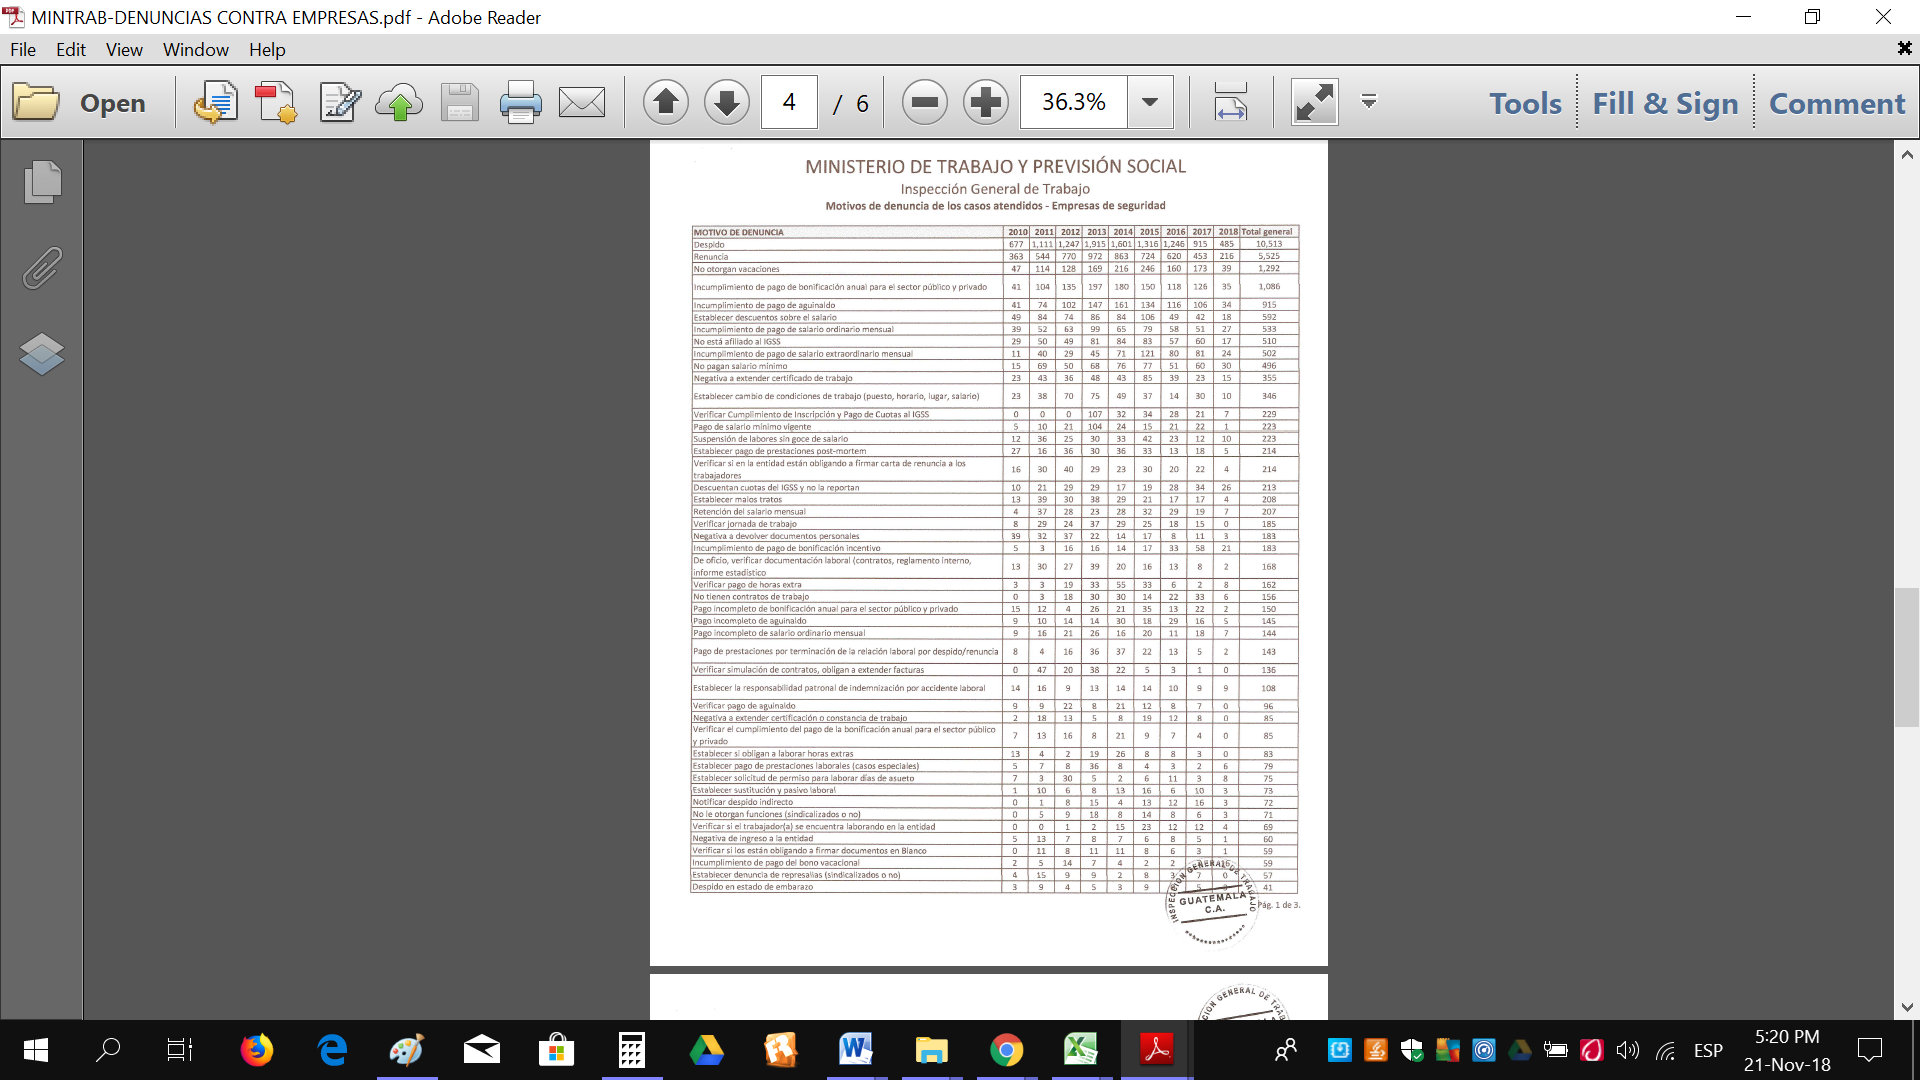 MINTRAB-DENUNCIAS CONTRA EMPRESAS.pdf - Adobe Reader
File Edit View Window Help
Open 4 / 6 36.3% Tools Fill & Sign Comment
MINISTERIO DE TRABAJO Y PREVISIÓN SOCIAL
Inspección General de Trabajo
Motivos de denuncia de los casos atendidos - Empresas de seguridad
MOTIVO DE DENUNCIA 2010 2011 2012 2013 2014 2015 2016 2017 2018 Total general
Despido 677 1,111 1,247 1,915 1,601 1,316 1,246 915 485 10,513
Renuncia 363 544 770 972 863 724 620 453 216 5,525
No otorgan vacaciones 47 114 128 169 216 246 160 173 39 1,292
Incumplimiento de pago de bonificación anual para el sector público y privado 41 104 135 197 180 150 118 126 35 1,086
Incumplimiento de pago de aguinaldo 41 74 102 147 161 134 116 106 34 915
Establecer descuentos sobre el salario 49 84 74 86 84 106 49 42 18 592
Incumplimiento de pago de salario ordinario mensual 39 52 63 99 65 79 58 51 27 533
No está afiliado al IGSS 29 50 49 81 84 83 57 60 17 510
Incumplimiento de pago de salario extraordinario mensual 11 40 29 45 71 121 80 81 24 502
No pagan salario mínimo 15 69 50 68 76 77 51 60 30 496
Negativa a extender certificado de trabajo 23 43 36 48 43 85 39 23 15 355
Establecer cambio de condiciones de trabajo (puesto, horario, lugar, salario) 23 38 70 75 49 37 14 30 10 346
Verificar Cumplimiento de Inscripción y Pago de Cuotas al IGSS 0 0 0 107 32 34 28 21 7 229
Pago de salario mínimo vigente 5 10 21 104 24 15 21 22 1 223
Suspensión de labores sin goce de salario 12 36 25 30 33 42 23 12 10 223
Establecer pago de prestaciones post-mortem 27 16 36 30 36 33 13 18 5 214
Verificar si en la entidad están obligando a firmar carta de renuncia a los
trabajadores 16 30 40 29 23 30 20 22 4 214
Descuentan cuotas del IGSS y no la reportan 10 21 29 29 17 19 28 34 26 213
Establecer malos tratos 13 39 30 38 29 21 17 17 4 208
Retención del salario mensual 4 37 28 23 28 32 29 19 7 207
Verificar jornada de trabajo 8 29 24 37 29 25 18 15 0 185
Negativa a devolver documentos personales 39 32 37 22 14 17 8 11 3 183
Incumplimiento de pago de bonificación incentivo 5 3 16 16 14 17 33 58 21 183
De oficio, verificar documentación laboral (contratos, reglamento interno,
informe estadístico 13 30 27 39 20 16 13 8 2 168
Verificar pago de horas extra 3 3 19 33 55 33 6 2 8 162
No tienen contratos de trabajo 0 3 18 30 30 14 22 33 6 156
Pago incompleto de bonificación anual para el sector público y privado 15 12 4 26 21 35 13 22 2 150
Pago incompleto de aguinaldo 9 10 14 14 30 18 29 16 5 145
Pago incompleto de salario ordinario mensual 9 16 21 26 16 20 11 18 7 144
Pago de prestaciones por terminación de la relación laboral por despido/renuncia 8 4 16 36 37 22 13 5 2 143
Verificar simulación de contratos, obligan a extender facturas 0 47 20 38 22 5 3 1 0 136
Establecer la responsabilidad patronal de indemnización por accidente laboral 14 16 9 13 14 14 10 9 9 108
Verificar pago de aguinaldo 9 9 22 8 21 12 8 7 0 96
Negativa a extender certificación o constancia de trabajo 2 18 13 5 8 19 12 8 0 85
Verificar el cumplimiento del pago de la bonificación anual para el sector público
y privado 7 13 16 8 21 9 7 4 0 85
Establecer si obligan a laborar horas extras 13 4 2 19 26 8 8 3 0 83
Establecer pago de prestaciones laborales (casos especiales) 5 7 8 36 8 4 3 2 6 79
Establecer solicitud de permiso para laborar días de asueto 7 3 30 5 2 6 11 3 8 75
Establecer sustitución y pasivo laboral 1 10 6 8 13 16 6 10 3 73
Notificar despido indirecto 0 1 8 15 4 13 12 16 3 72
No le otorgan funciones (sindicalizados o no) 0 5 9 18 8 14 8 6 3 71
Verificar si el trabajador(a) se encuentra laborando en la entidad 0 0 1 2 15 23 12 12 4 69
Negativa de ingreso a la entidad 5 13 7 8 7 6 8 5 1 60
Verificar si los están obligando a firmar documentos en Blanco 0 11 8 11 11 8 6 3 1 59
Incumplimiento de pago del bono vacacional 2 5 14 7 4 2 2 59
Establecer denuncia de represalias (sindicalizados o no) 4 15 9 9 2 8 3 7 0 57
Despido en estado de embarazo 3 9 4 5 3 9 5 41
INSPECCION GENERAL DE TRABAJO
GUATEMALA
C.A.
Pág. 1 de 3.
GENERAL DE
ESP
5:20 PM
21-Nov-18